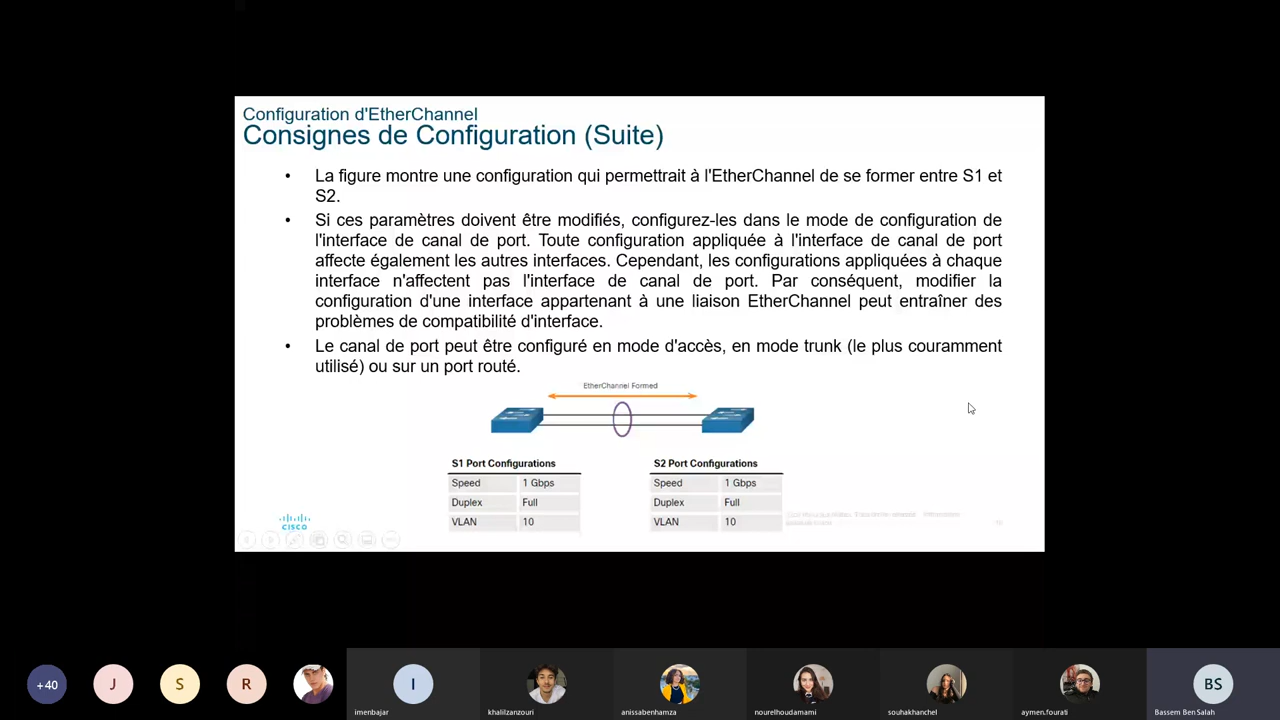 Configuration d'EtherChannel
Consignes de Configuration (Suite)
• La figure montre une configuration qui permettrait à l'EtherChannel de se former entre S1 et
S2.
• Si ces paramètres doivent être modifiés, configurez-les dans le mode de configuration de
l'interface de canal de port. Toute configuration appliquée à l'interface de canal de port
affecte également les autres interfaces. Cependant, les configurations appliquées à chaque
interface n'affectent pas l'interface de canal de port. Par conséquent, modifier la
configuration d'une interface appartenant à une liaison EtherChannel peut entraîner des
problèmes de compatibilité d'interface.
• Le canal de port peut être configuré en mode d'accès, en mode trunk (le plus couramment
utilisé) ou sur un port routé.
EtherChannel Formed
S1 Port Configurations
Speed 1 Gbps
Duplex Full
VLAN 10
S2 Port Configurations
Speed 1 Gbps
Duplex Full
VLAN 10
CISCO
+40
J
S
R
I
imenbajar
khalilzanzouri
anissabenhamza
nourelhoudamami
souhakhanchel
aymen.fourati
BS
Bassem Ben Salah